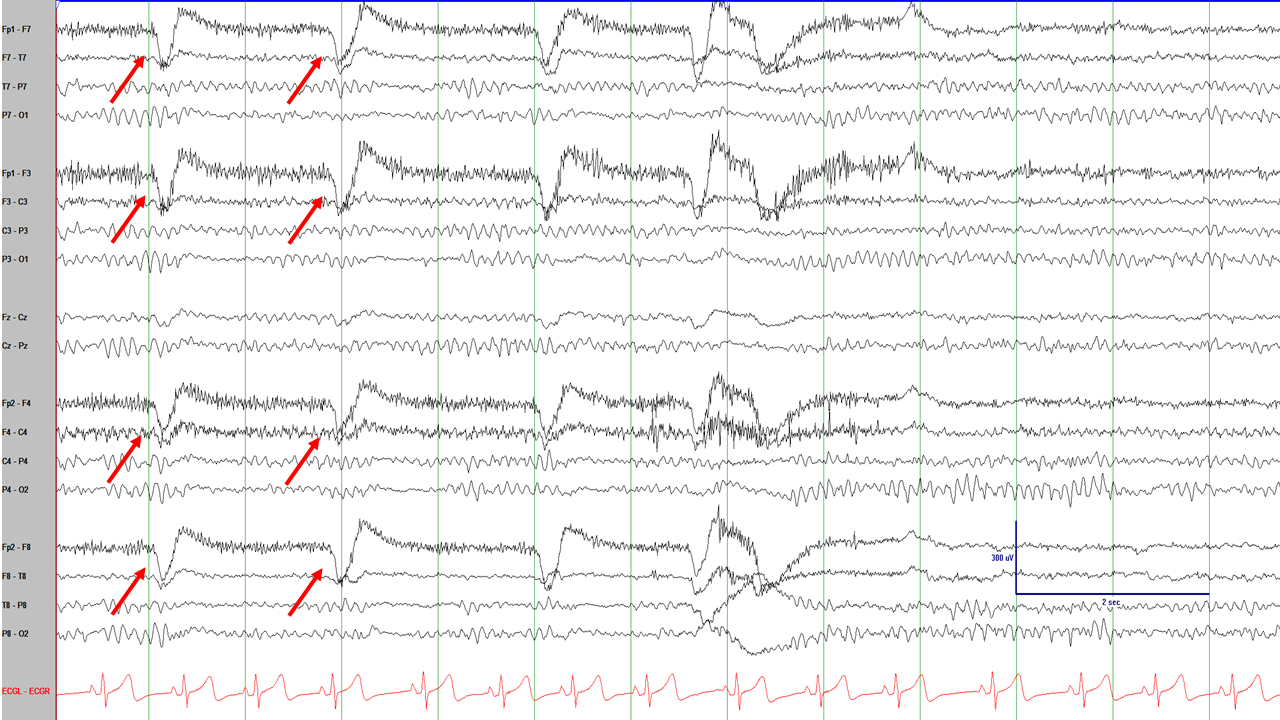 Fp1 - F7
F7 - T7
T7 - P7
P7 - O1
Fp1 - F3
F3 - C3
C3 - P3
P3 - O1
Fz - Cz
Cz - Pz
Fp2 - F4
F4 - C4
C4 - P4
P4 - O2
Fp2 - F8
300 uV
F8 - T8
2 sec
T8 - P8
P8 - O2
ECGL - ECGR